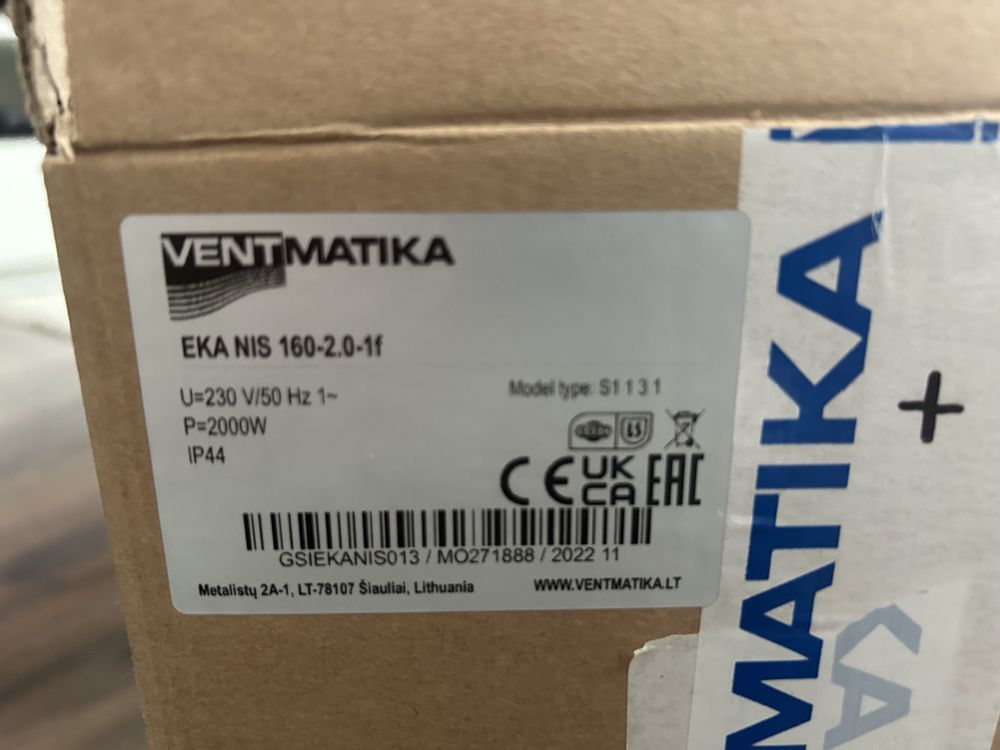 VENTMATIKA
EKA NIS 160-2.0-1f
U=230 V/50 Hz 1~
P=2000W
IP44
Model type: S1 1 3 1
CE UK CA EAC
GSIEKANIS013 / MO271888 / 2022 11
Metalistų 2A-1, LT-78107 Šiauliai, Lithuania
WWW.VENTMATIKA.LT
MATIKA
+